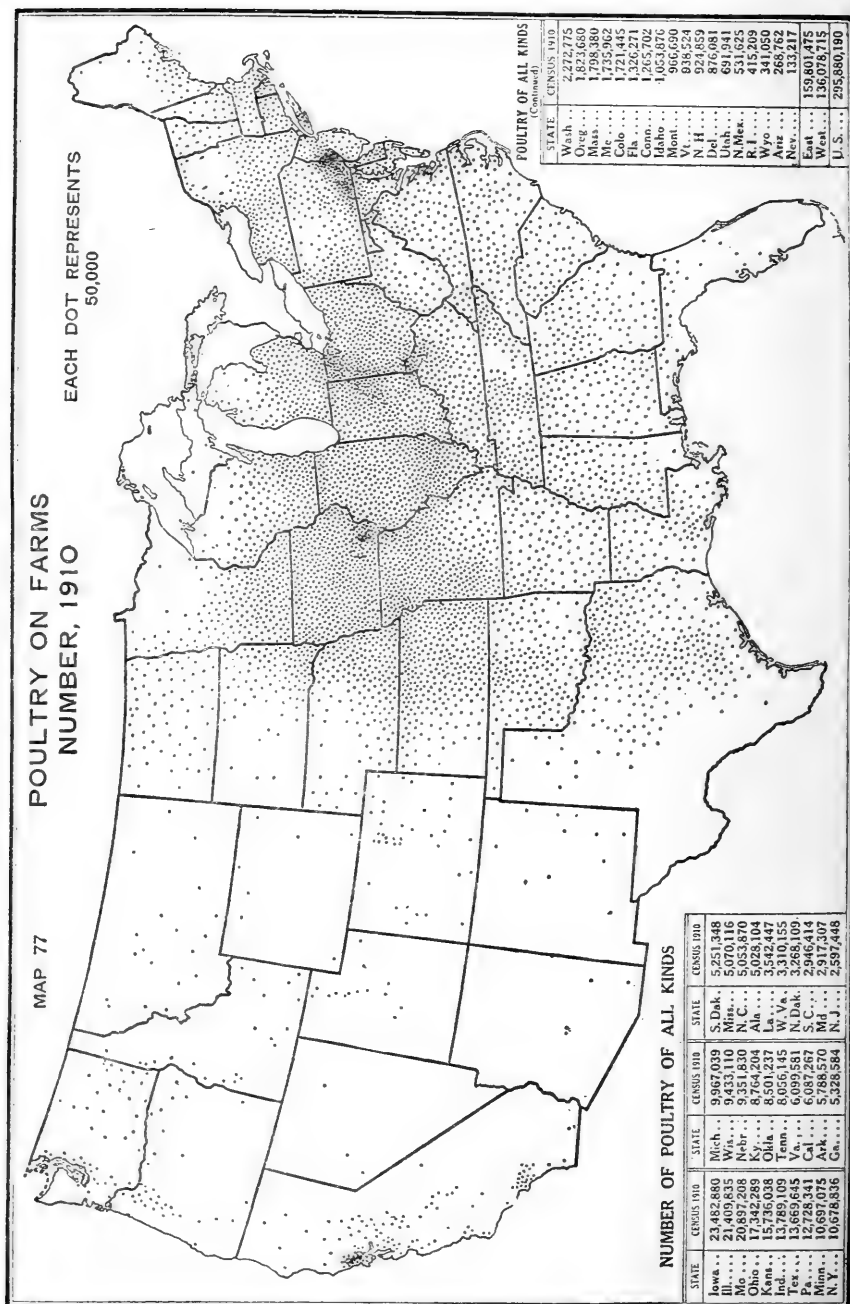 MAP 77
POULTRY ON FARMS
NUMBER, 1910
EACH DOT REPRESENTS
50,000
NUMBER OF POULTRY OF ALL KINDS
STATE CENSUS 1910 STATE CENSUS 1910 STATE CENSUS 1910
Iowa.. 23,482,880 Mich... 9,967,039 S. Dak. 5,251,348
Ill..... 21,409,835 Wis.... 9,433,110 Miss... 5,070,116
Mo... 20,897,208 Nebr... 9,351,830 N. C... 5,053,870
Ohio.. 17,342,289 Ky.... 8,764,204 Ala.... 5,028,104
Kans.. 15,736,038 Okla... 8,501,237 La..... 3,542,447
Ind.... 13,789,109 Tenn.. 8,056,145 W. Va. 3,310,155
Tex... 13,669,645 Va.... 6,099,581 N. Dak. 3,268,109
Pa.... 12,728,341 Cal.... 6,087,267 S. C... 2,946,414
Minn.. 10,697,075 Ark... 5,788,570 Md.... 2,917,307
N. Y... 10,678,836 Ga.... 5,328,584 N. J.... 2,597,448
POULTRY OF ALL KINDS
(Continued)
STATE CENSUS 1910
Wash.. 2,272,775
Oreg... 1,823,680
Mass... 1,798,380
Me.... 1,735,962
Colo... 1,721,445
Fla.... 1,326,271
Conn.. 1,265,702
Idaho.. 1,053,876
Mont.. 966,690
Vt..... 938,524
N. H... 924,859
Del.... 876,081
Utah.. 691,941
N. Mex. 531,625
R. I.... 415,209
Wyo... 341,050
Ariz... 268,762
Nev... 133,217
East... 159,801,475
West... 136,078,715
U. S... 295,880,190